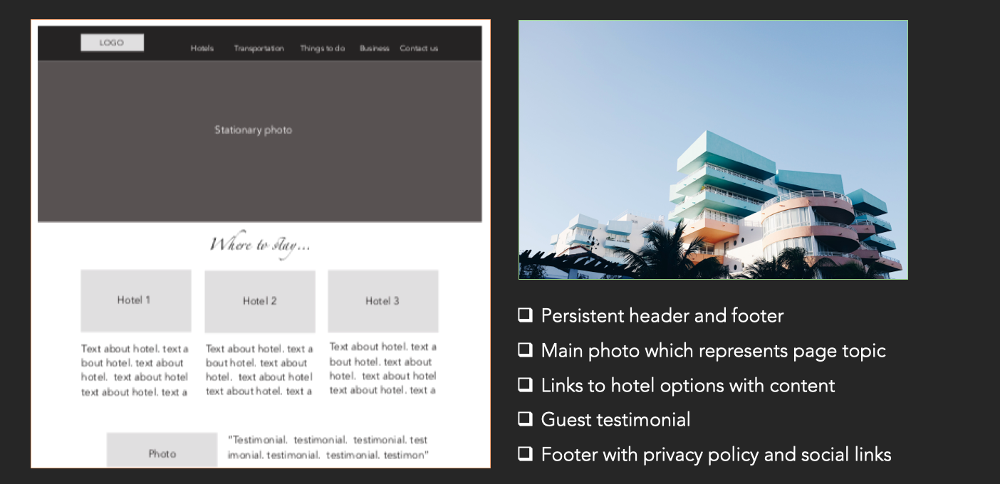 LOGO
Hotels Transportation Things to do Business Contact us
Stationary photo
Where to stay...
Hotel 1 Hotel 2 Hotel 3
Text about hotel. text a
bout hotel. text about
hotel. text about hotel
text about hotel. text a
Text about hotel. text a
bout hotel. text about
hotel. text about hotel
text about hotel. text a
Text about hotel. text a
bout hotel. text about
hotel. text about hotel
text about hotel. text a
Photo
"Testimonial. testimonial. testimonial. test
imonial. testimonial. testimonial. testimon"
Persistent header and footer
Main photo which represents page topic
Links to hotel options with content
Guest testimonial
Footer with privacy policy and social links